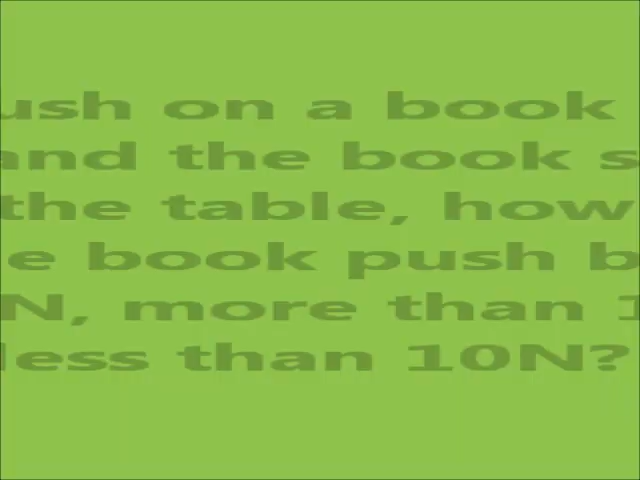 ush on a book
and the book s
the table, how
e book push b
N, more than 1
less than 10N?